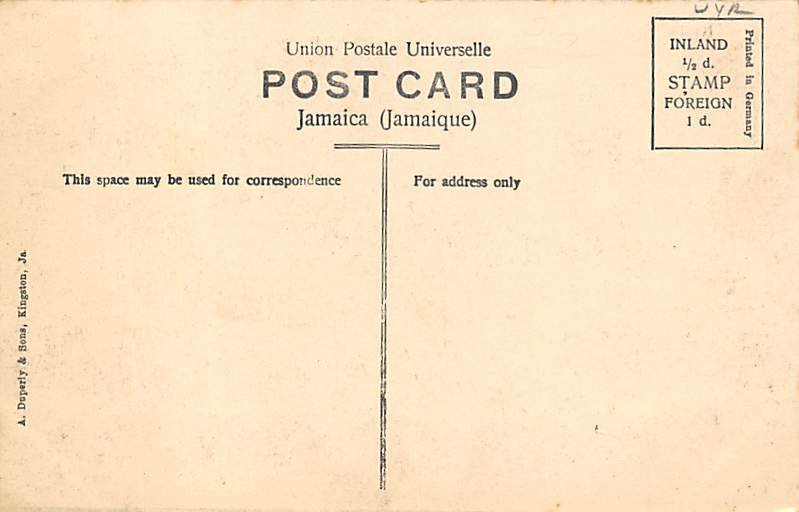 Union Postale Universelle
POST CARD
Jamaica (Jamaique)
INLAND
1/2 d.
STAMP
FOREIGN
1 d.
Printed in Germany
This space may be used for correspondence
For address only
A. Duperly & Sons, Kingston, Ja.